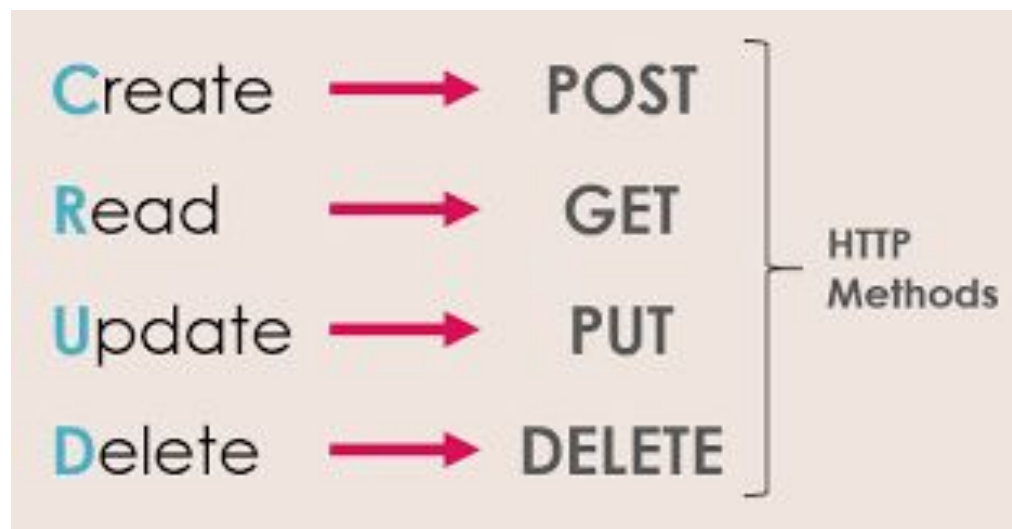 Create POST
Read GET
Update PUT
Delete DELETE
HTTP
Methods